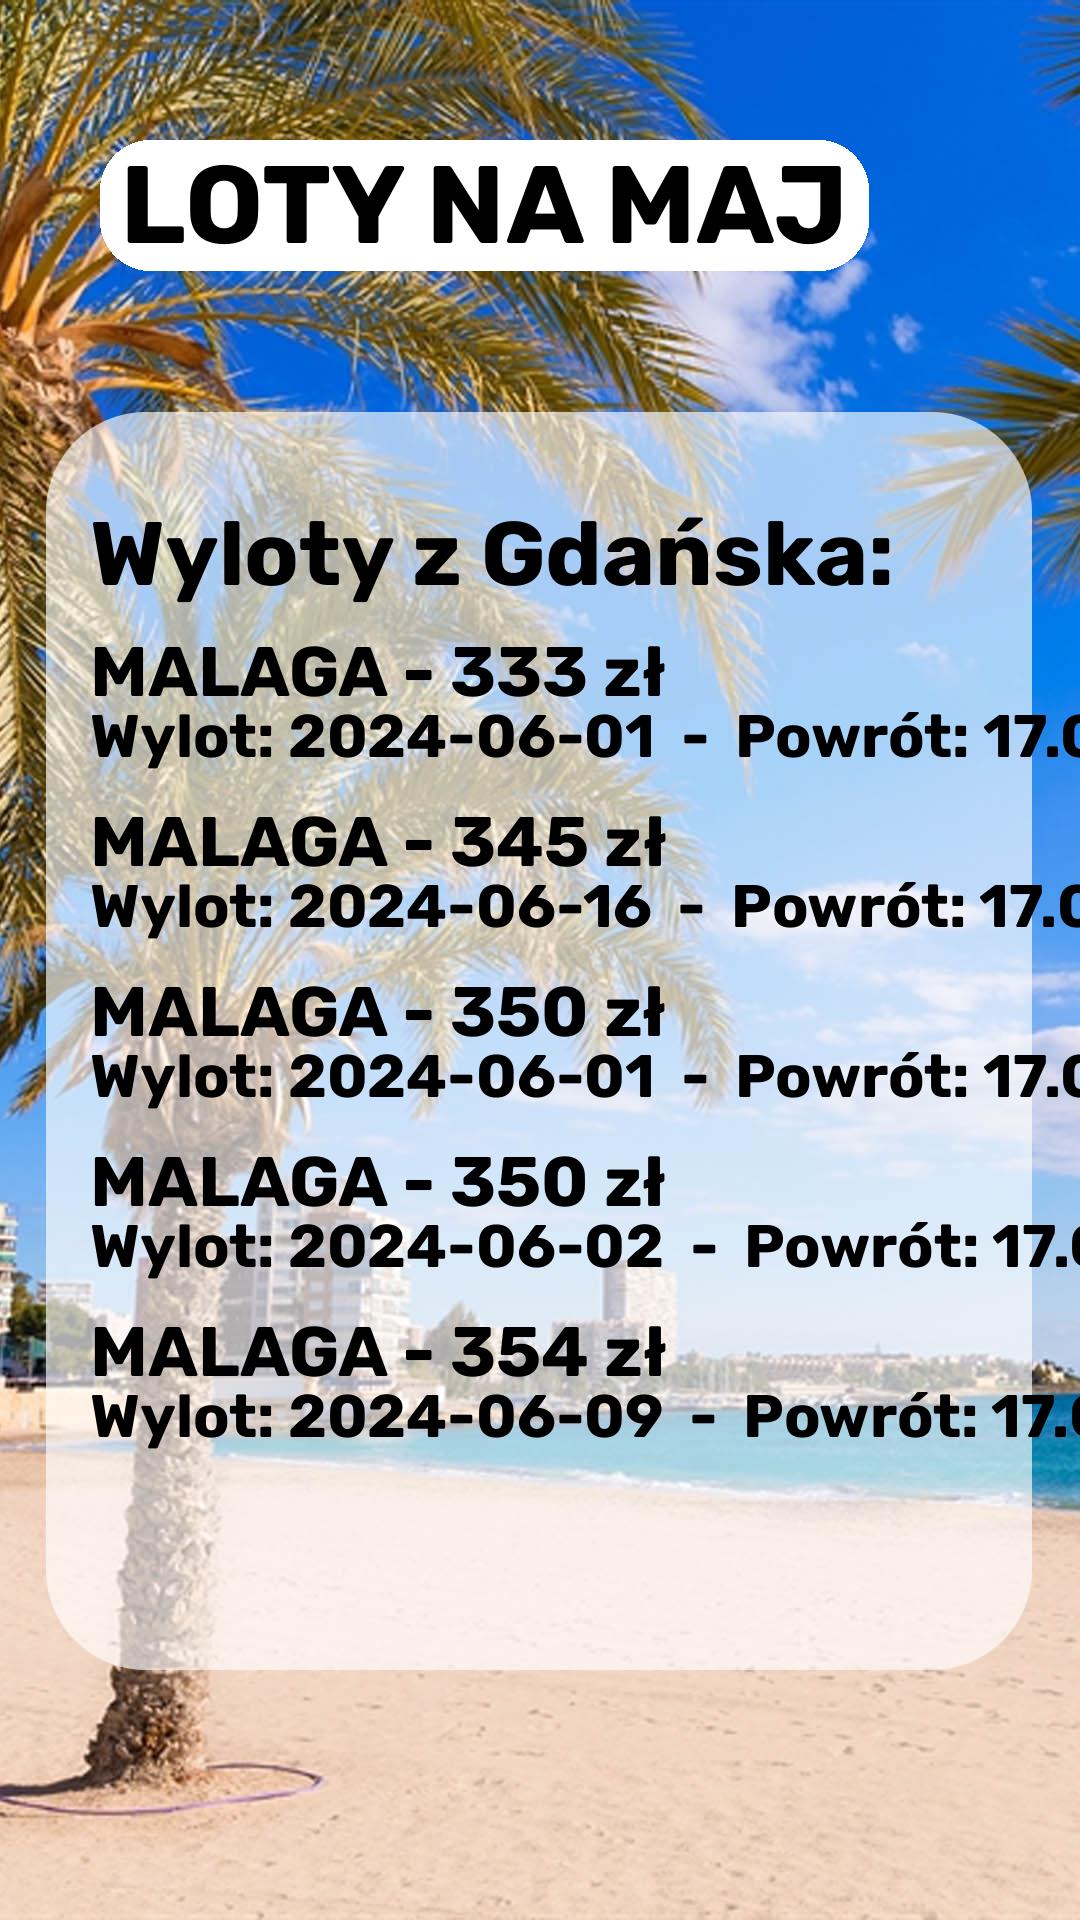 LOTY NA MAJ
Wyloty z Gdańska:
MALAGA - 333 zł
Wylot: 2024-06-01 - Powrót: 17.0
MALAGA - 345 zł
Wylot: 2024-06-16 - Powrót: 17.0
MALAGA - 350 zł
Wylot: 2024-06-01 - Powrót: 17.0
MALAGA - 350 zł
Wylot: 2024-06-02 - Powrót: 17.0
MALAGA - 354 zł
Wylot: 2024-06-09 - Powrót: 17.0